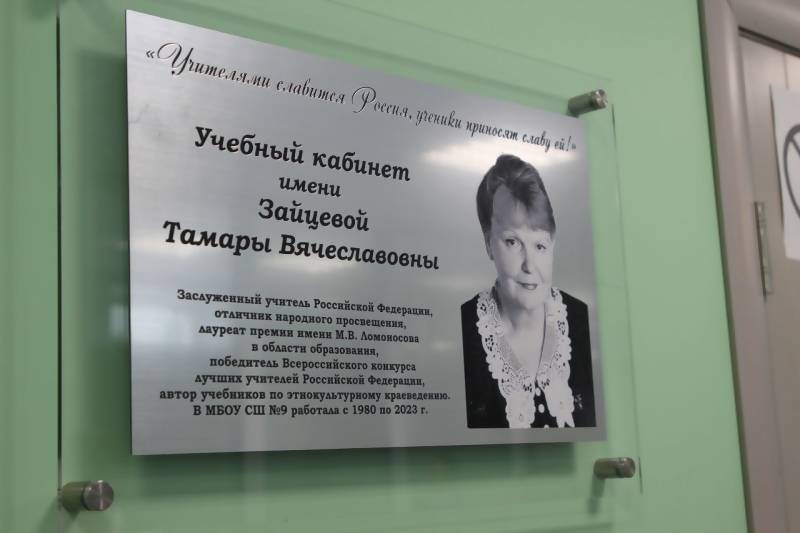 «Учителями славится Россия, ученики приносят славу ей!»
Учебный кабинет
имени
Зайцевой
Тамары Вячеславовны
Заслуженный учитель Российской Федерации,
отличник народного просвещения,
лауреат премии имени М.В. Ломоносова
в области образования,
победитель Всероссийского конкурса
лучших учителей Российской Федерации,
автор учебников по этнокультурному краеведению.
В МБОУ СШ №9 работала с 1980 по 2023 г.